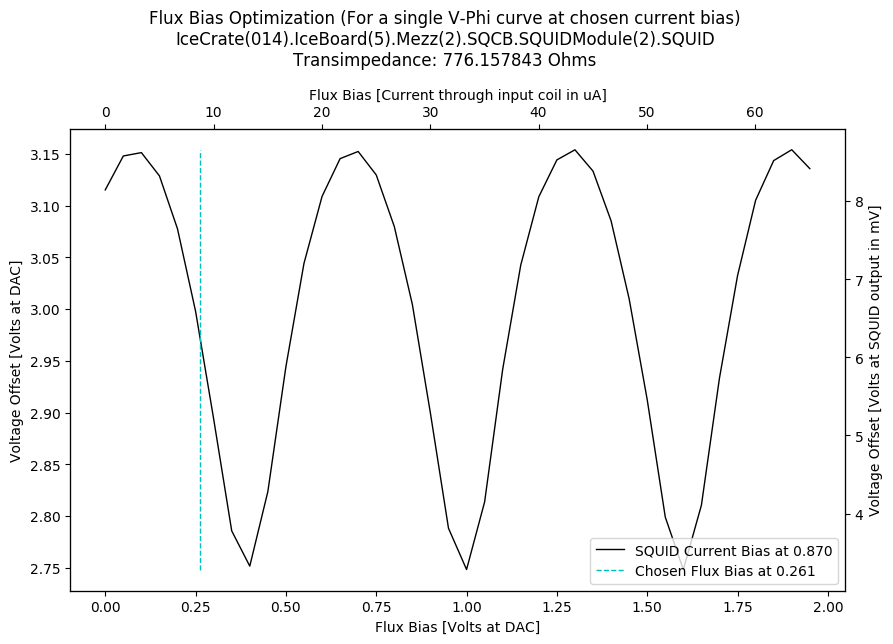 Flux Bias Optimization (For a single V-Phi curve at chosen current bias)
IceCrate(014).IceBoard(5).Mezz(2).SQCB.SQUIDModule(2).SQUID
Transimpedance: 776.157843 Ohms
Flux Bias [Current through input coil in uA]
0 10 20 30 40 50 60
Voltage Offset [Volts at DAC]
3.15
3.10
3.05
3.00
2.95
2.90
2.85
2.80
2.75
8
7
6
5
4
Voltage Offset [Volts at SQUID output in mV]
SQUID Current Bias at 0.870
Chosen Flux Bias at 0.261
0.00 0.25 0.50 0.75 1.00 1.25 1.50 1.75 2.00
Flux Bias [Volts at DAC]